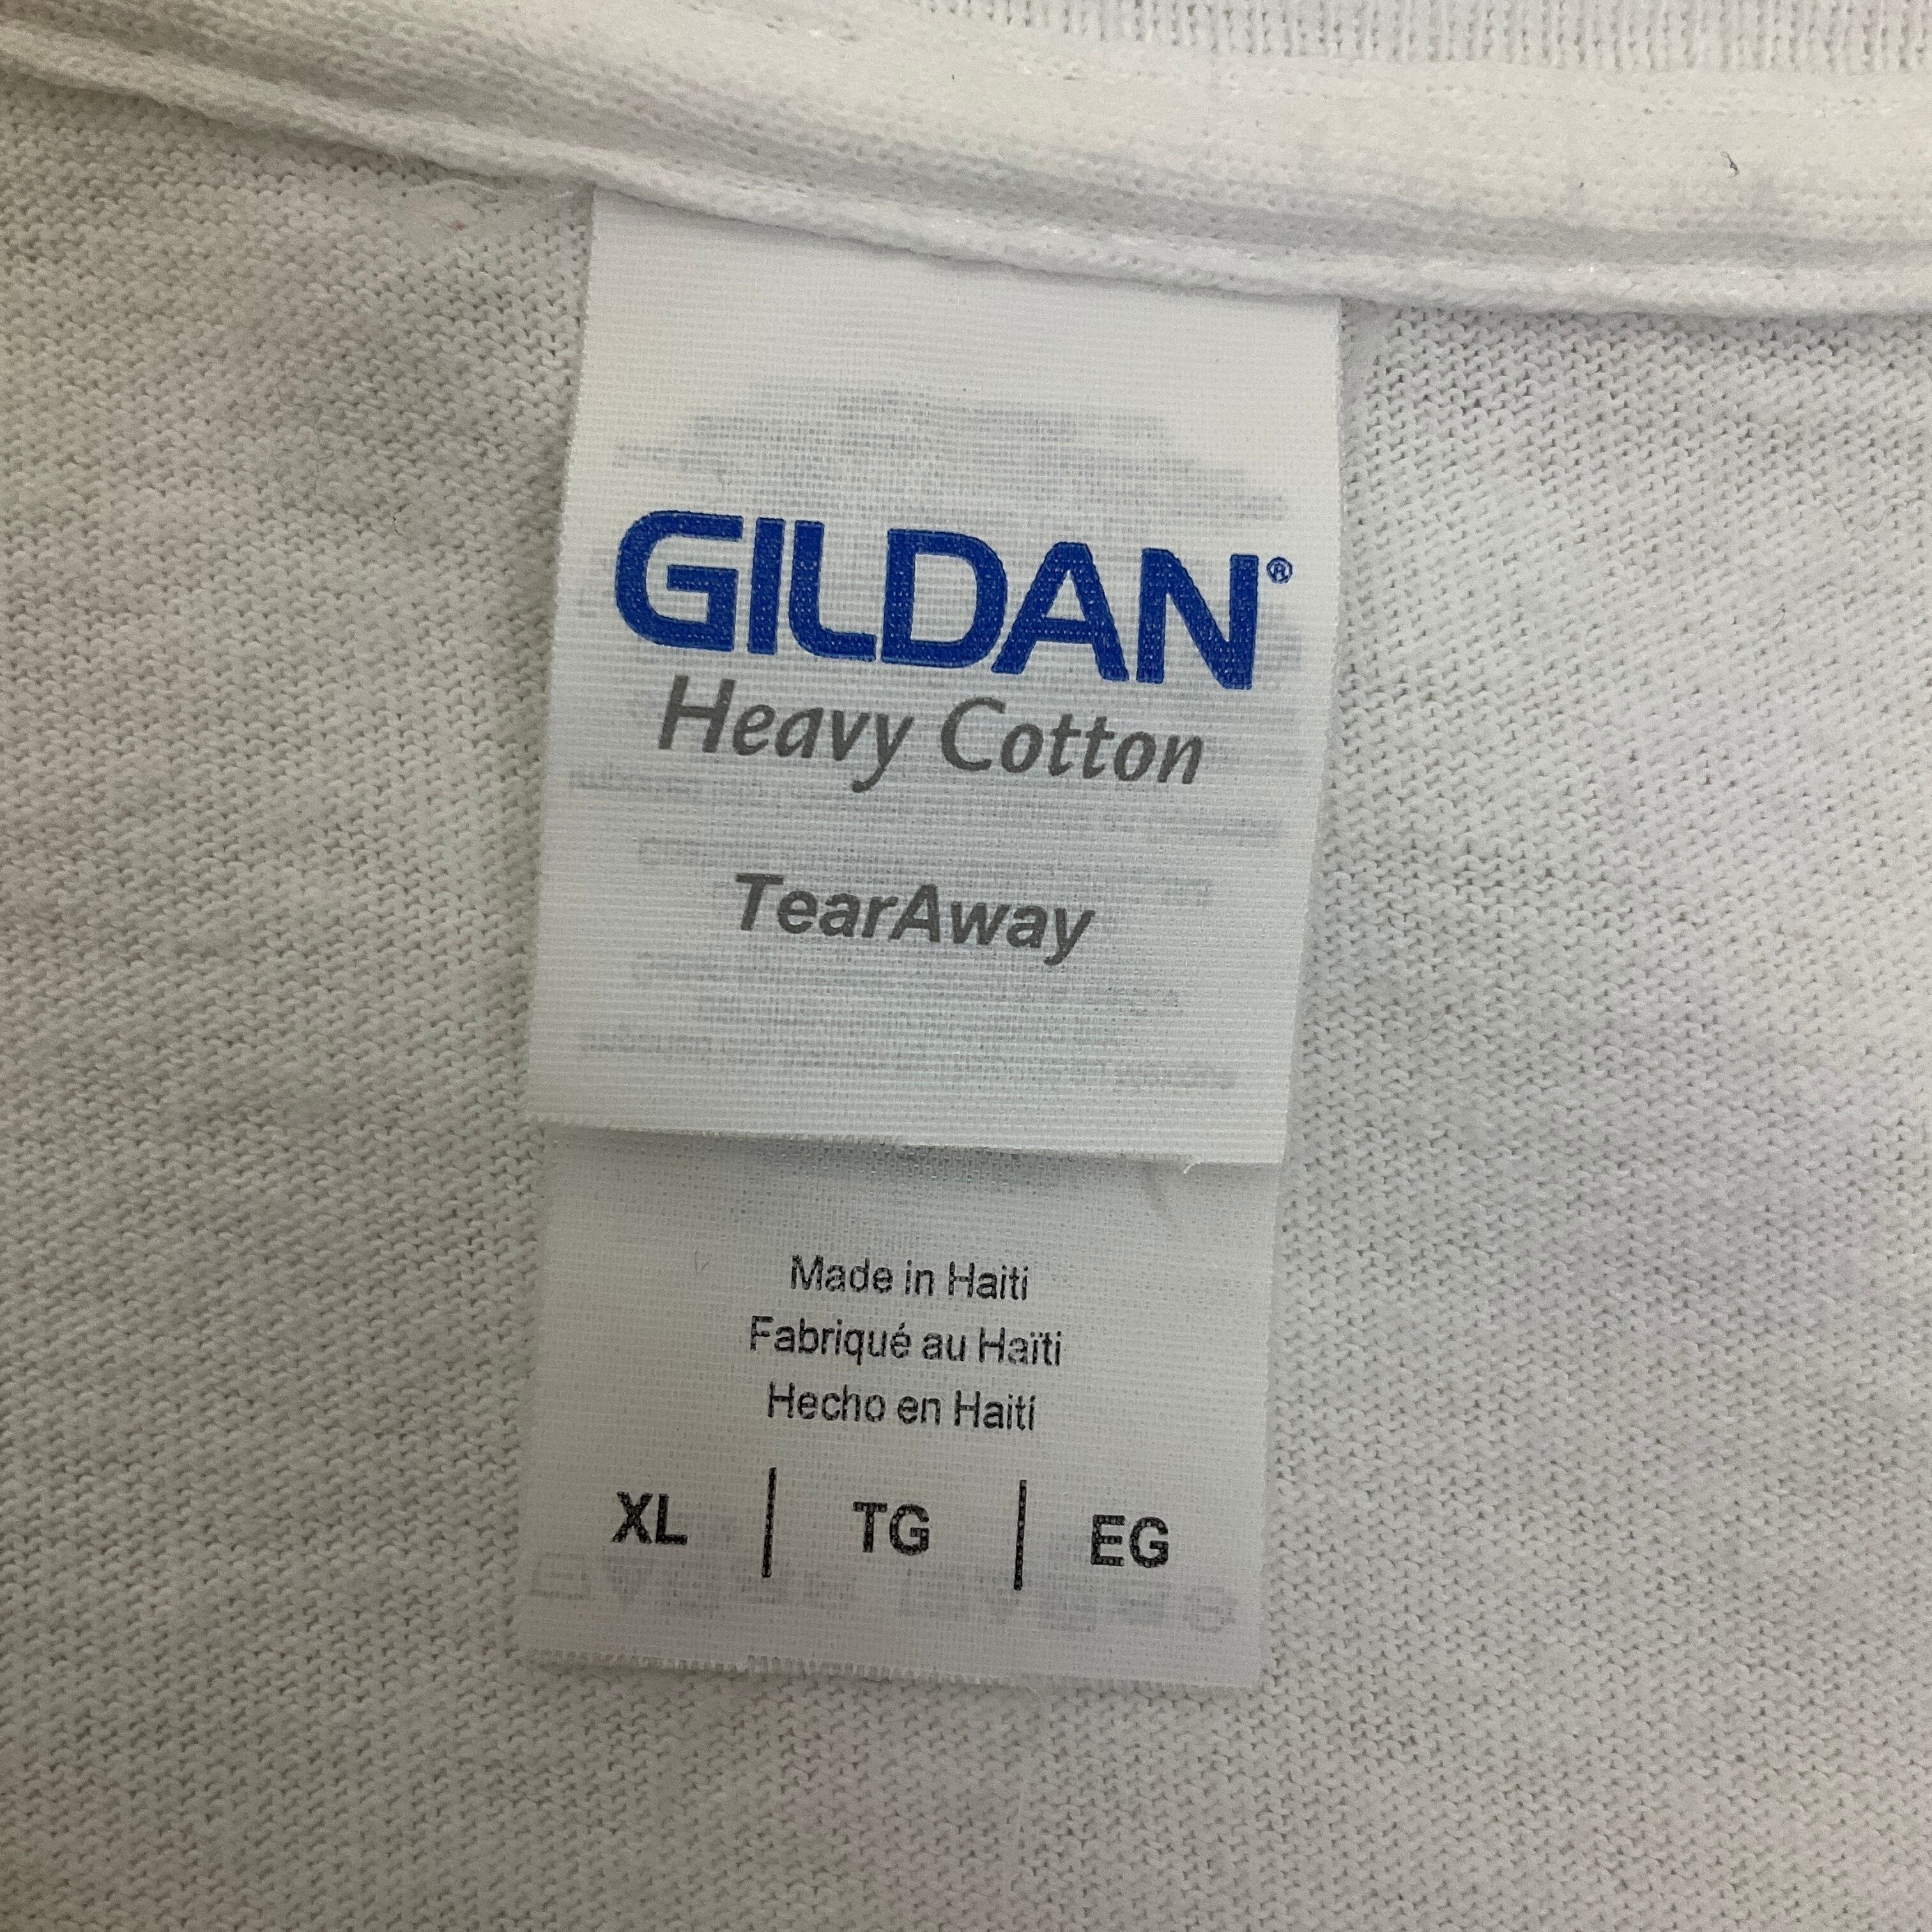 GILDAN®
Heavy Cotton
TearAway
Made in Haiti
Fabriqué au Haïti
Hecho en Haití
XL | TG | EG